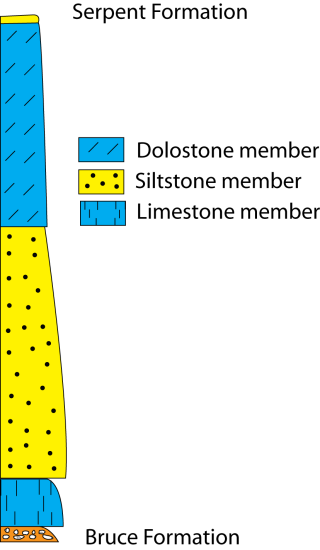 Serpent Formation
Dolostone member
Siltstone member
Limestone member
Bruce Formation